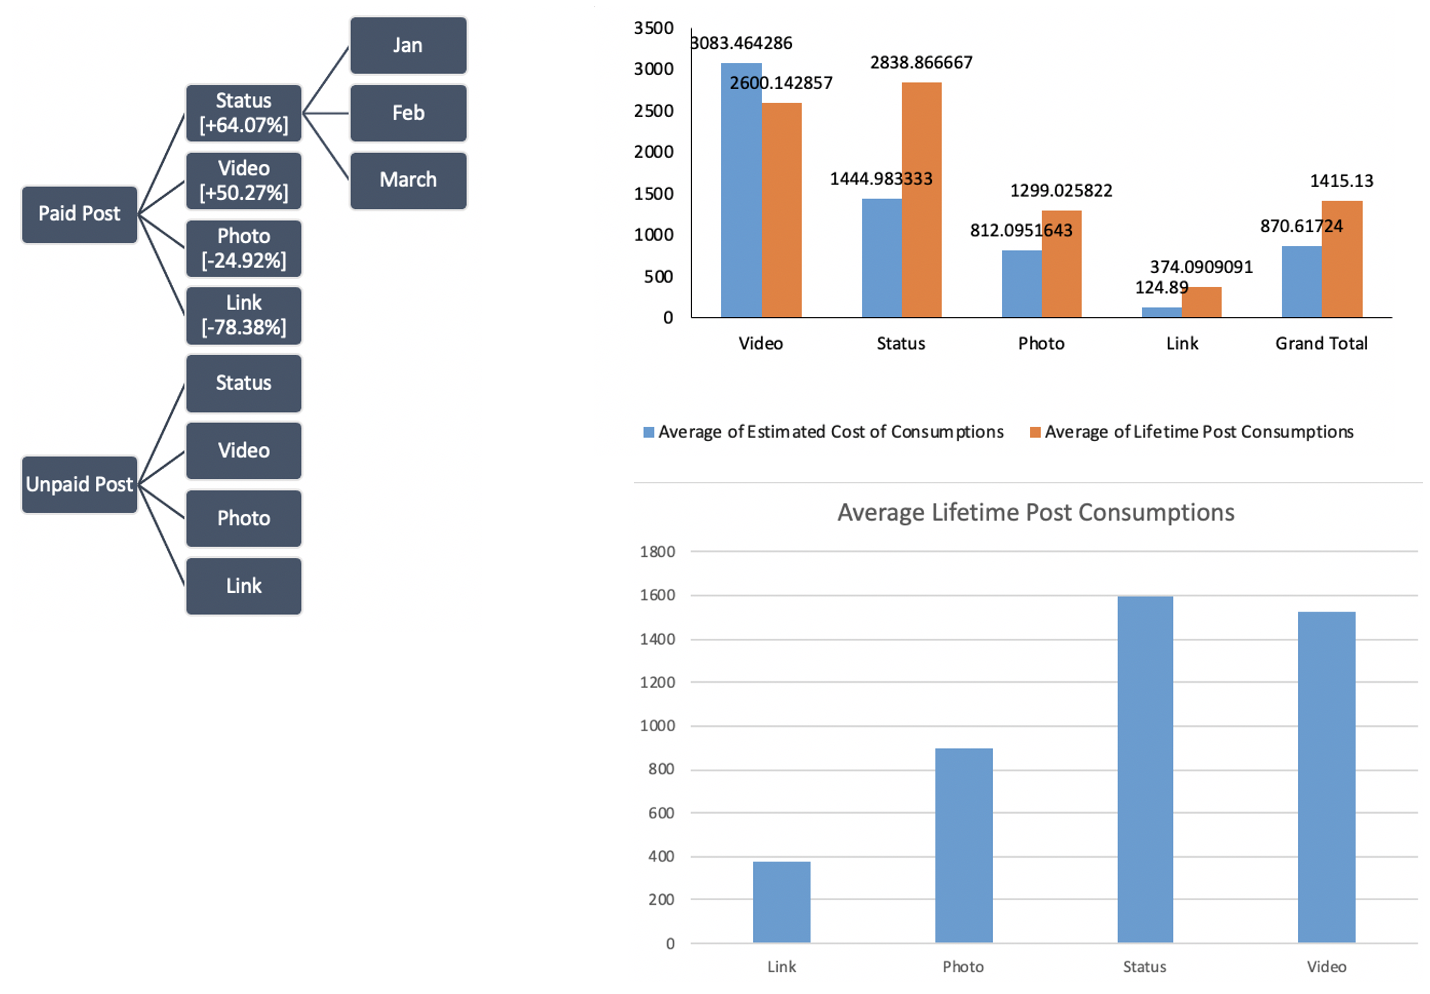 Jan
Feb
March
Status
[+64.07%]
Video
[+50.27%]
Paid Post
Photo
[-24.92%]
Link
[-78.38%]
Status
Video
Unpaid Post
Photo
Link
3500
3000
2500
2000
1500
1000
500
0
3083.464286
2600.142857
1444.983333
2838.866667
812.0951643
1299.025822
124.89
374.0909091
870.61724
1415.13
Video
Status
Photo
Link
Grand Total
Average of Estimated Cost of Consumptions
Average of Lifetime Post Consumptions
Average Lifetime Post Consumptions
1800
1600
1400
1200
1000
800
600
400
200
0
Link
Photo
Status
Video